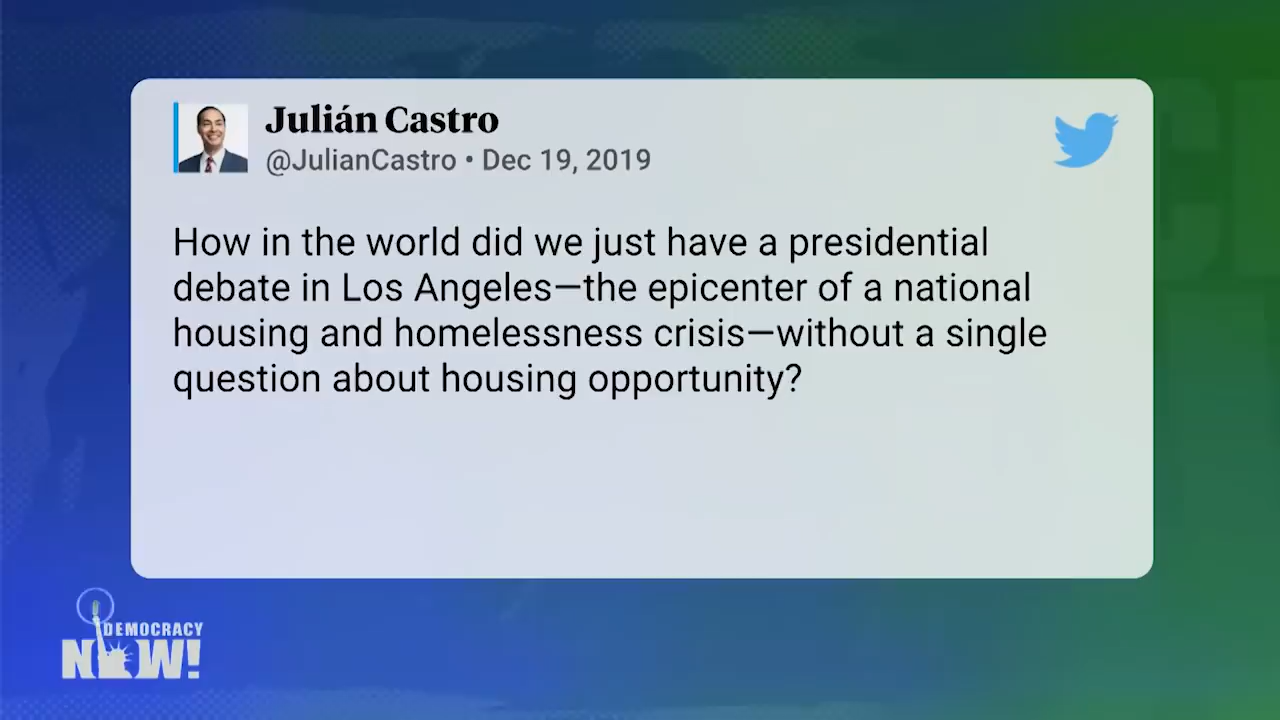 Julián Castro
@JulianCastro • Dec 19, 2019
How in the world did we just have a presidential
debate in Los Angeles—the epicenter of a national
housing and homelessness crisis—without a single
question about housing opportunity?
DEMOCRACY
NOW!